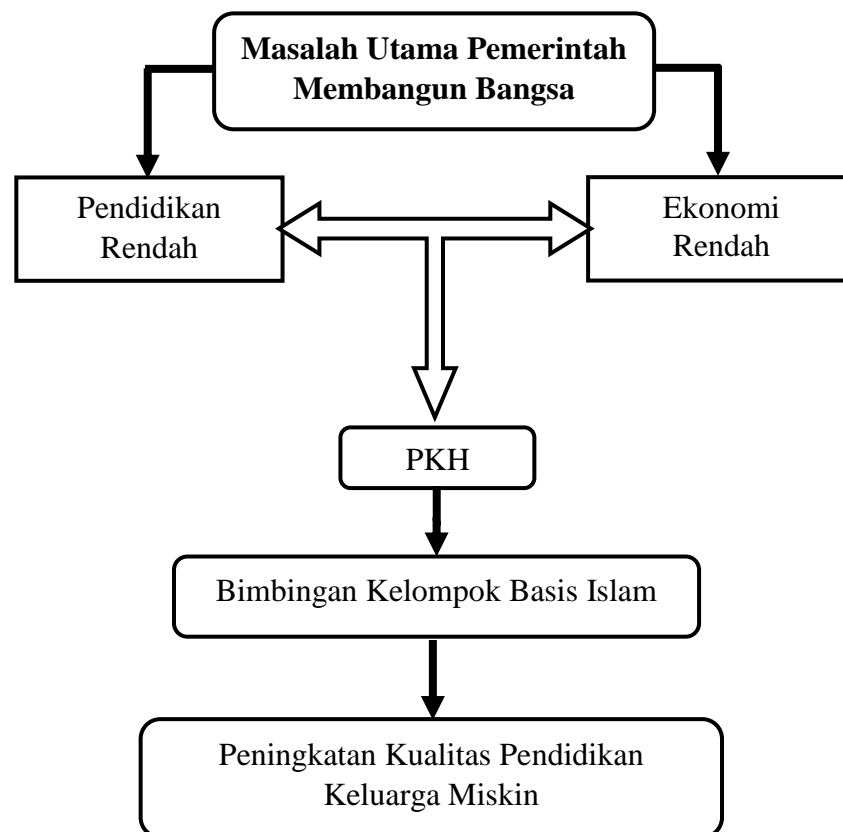 Masalah Utama Pemerintah
Membangun Bangsa
Pendidikan
Rendah
Ekonomi
Rendah
PKH
Bimbingan Kelompok Basis Islam
Peningkatan Kualitas Pendidikan
Keluarga Miskin